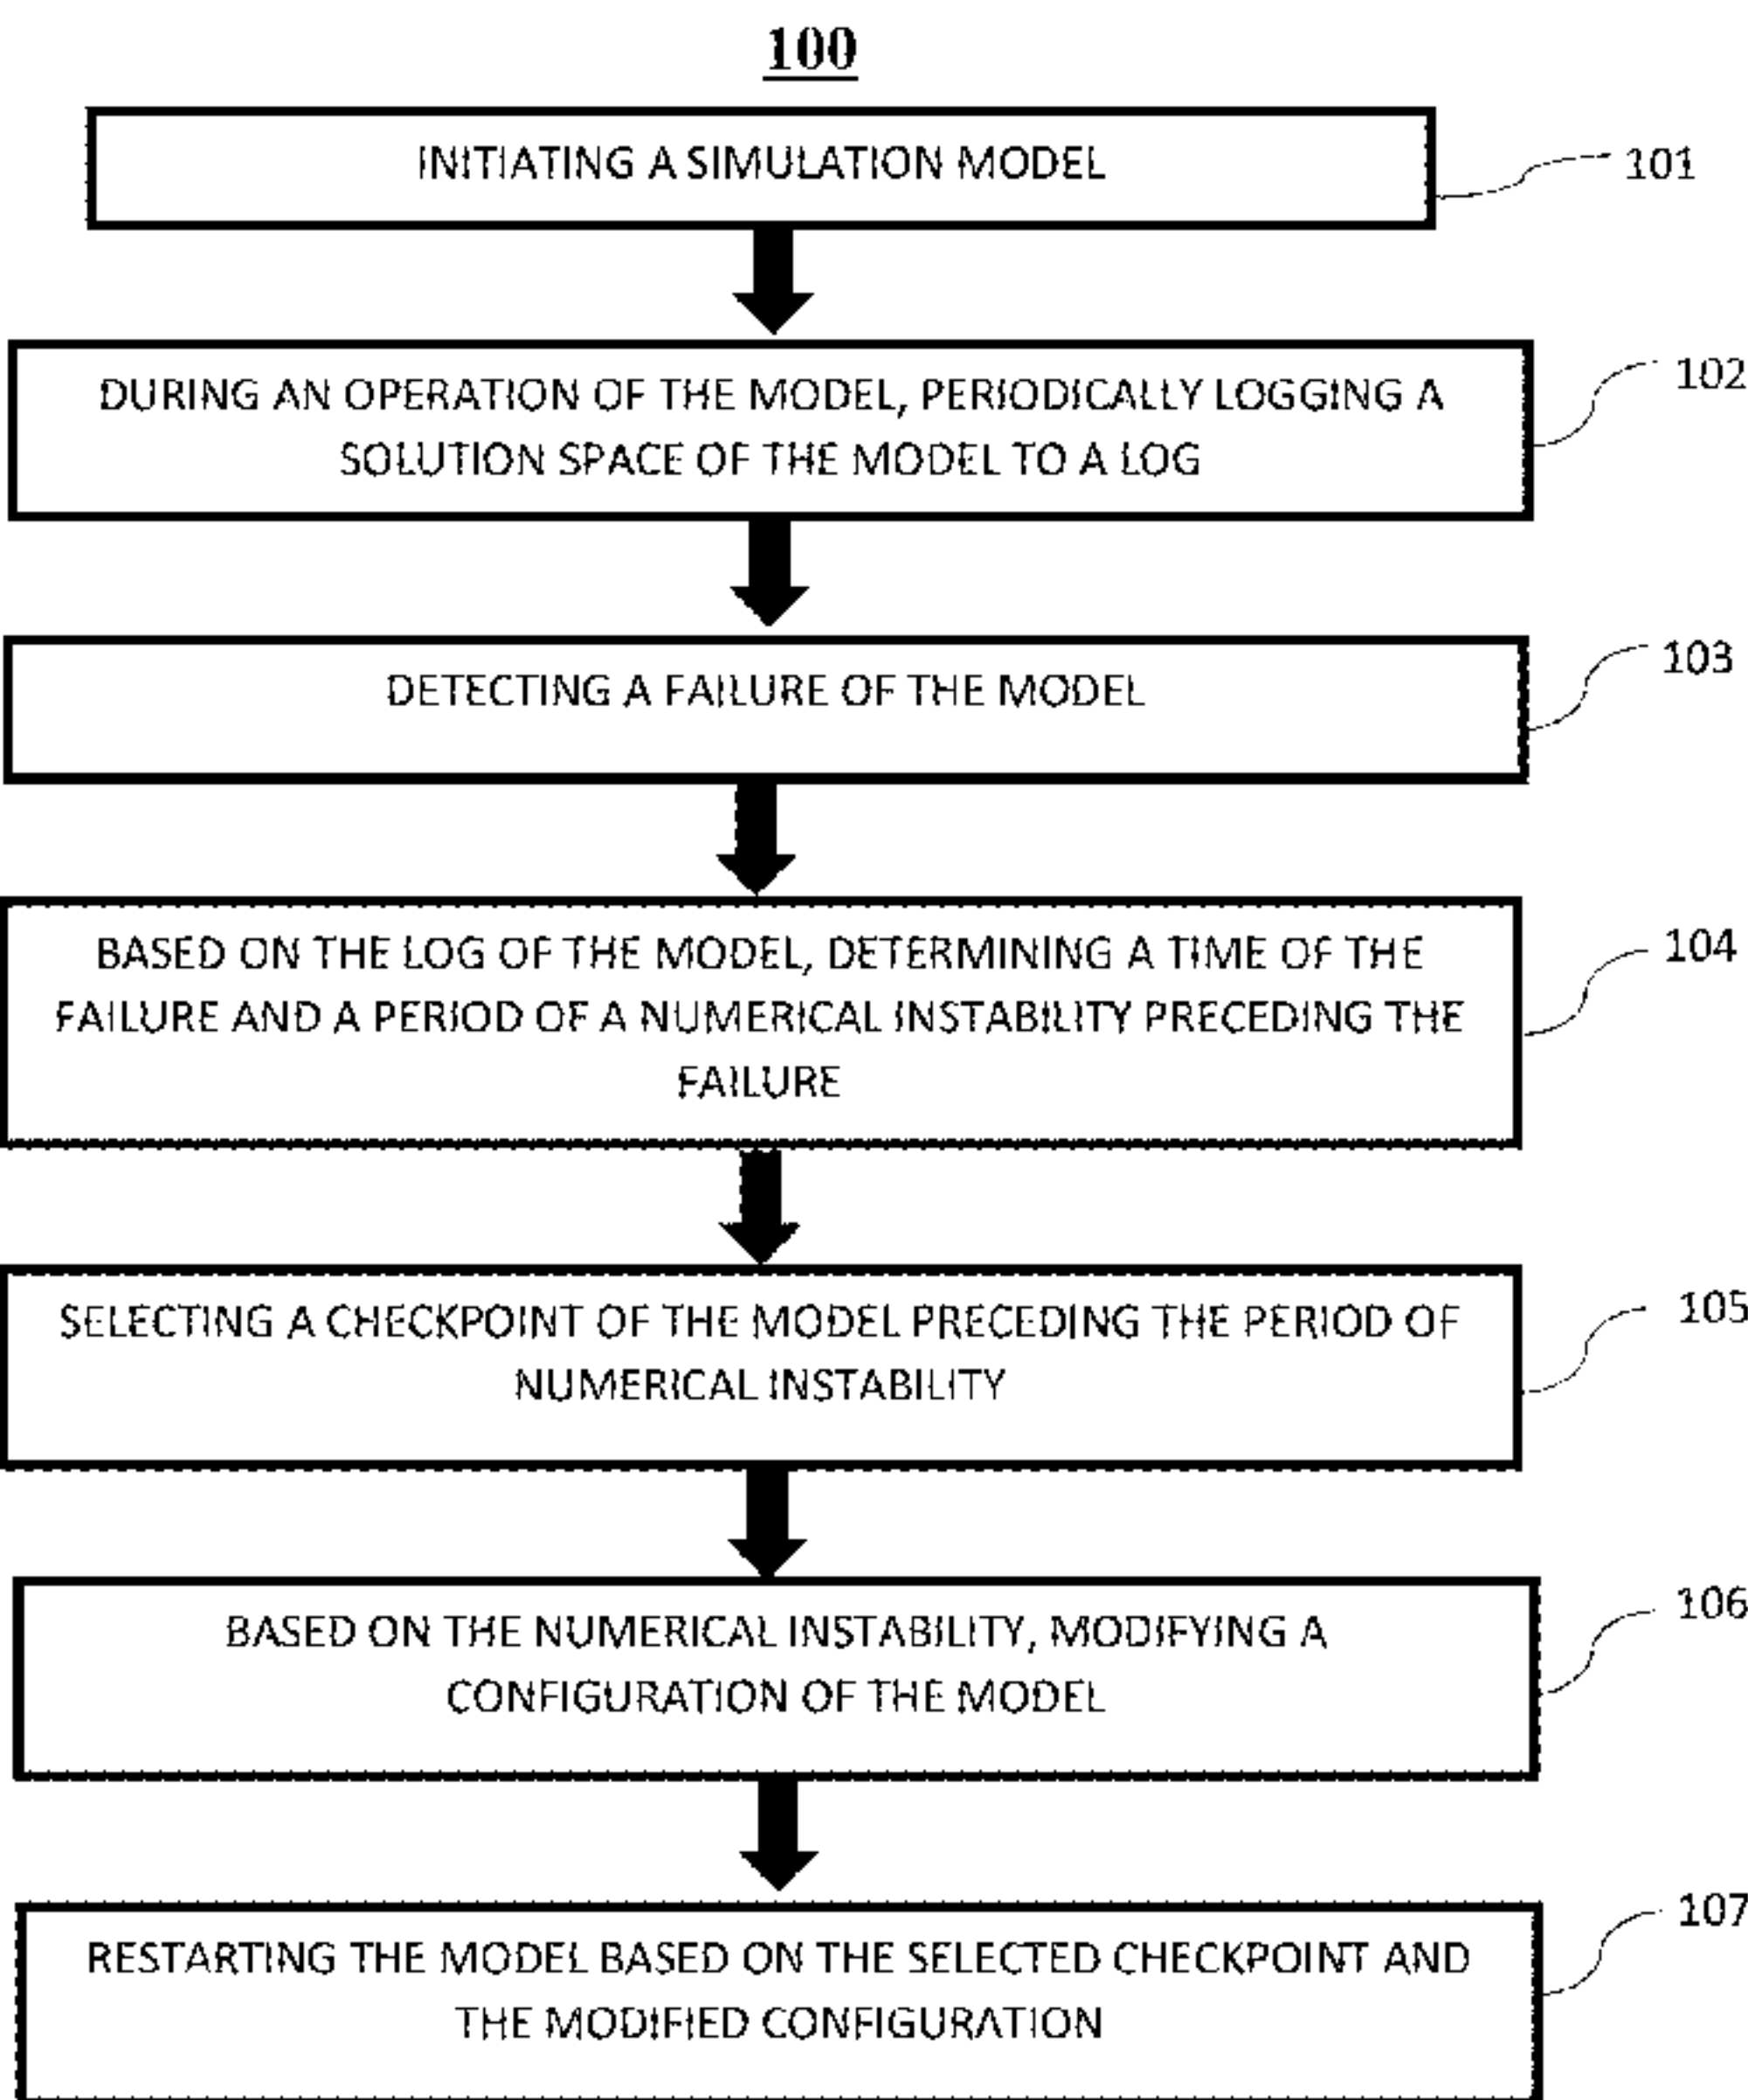 100
INITIATING A SIMULATION MODEL
101
DURING AN OPERATION OF THE MODEL, PERIODICALLY LOGGING A
SOLUTION SPACE OF THE MODEL TO A LOG
102
DETECTING A FAILURE OF THE MODEL
103
BASED ON THE LOG OF THE MODEL, DETERMINING A TIME OF THE
FAILURE AND A PERIOD OF A NUMERICAL INSTABILITY PRECEDING THE
FAILURE
104
SELECTING A CHECKPOINT OF THE MODEL PRECEDING THE PERIOD OF
NUMERICAL INSTABILITY
105
BASED ON THE NUMERICAL INSTABILITY, MODIFYING A
CONFIGURATION OF THE MODEL
106
RESTARTING THE MODEL BASED ON THE SELECTED CHECKPOINT AND
THE MODIFIED CONFIGURATION
107